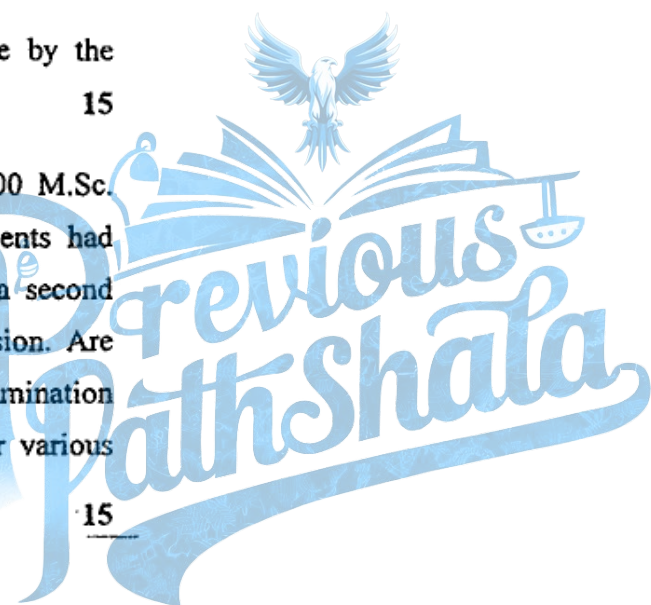 e by the
15
00 M.Sc.
ents had
a second
sion. Are
mination
r various
15
Previous
PathShala